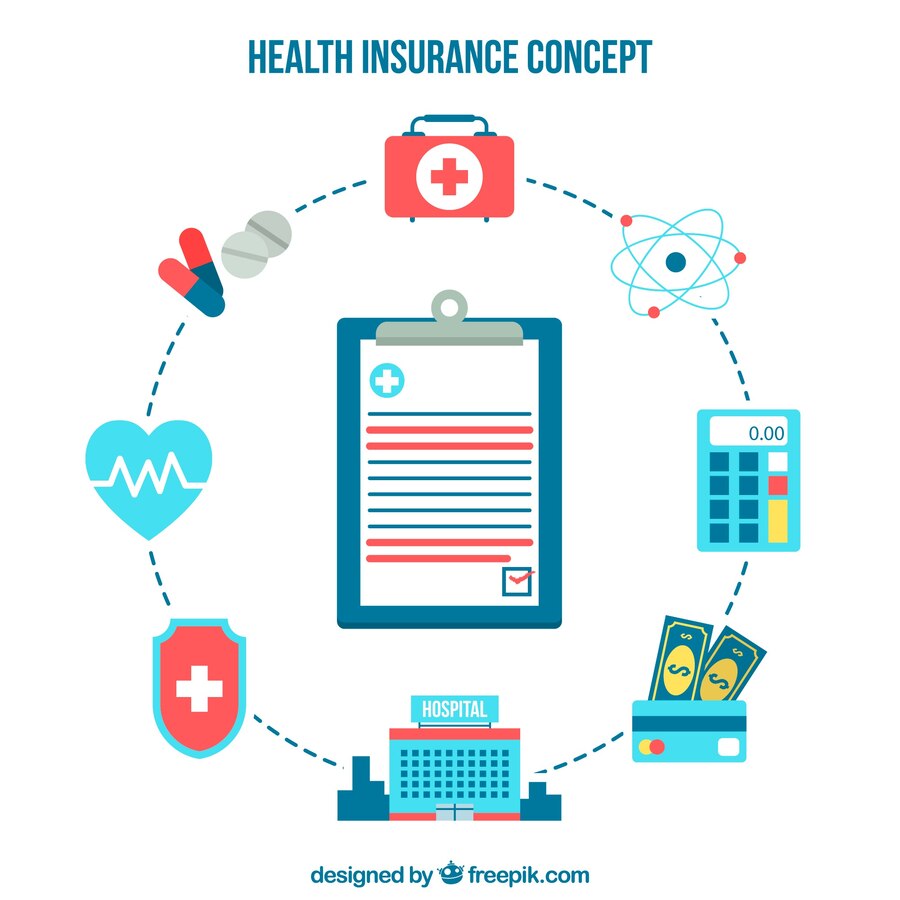 HEALTH INSURANCE CONCEPT
0.00
$ $
HOSPITAL
designed by freepik.com